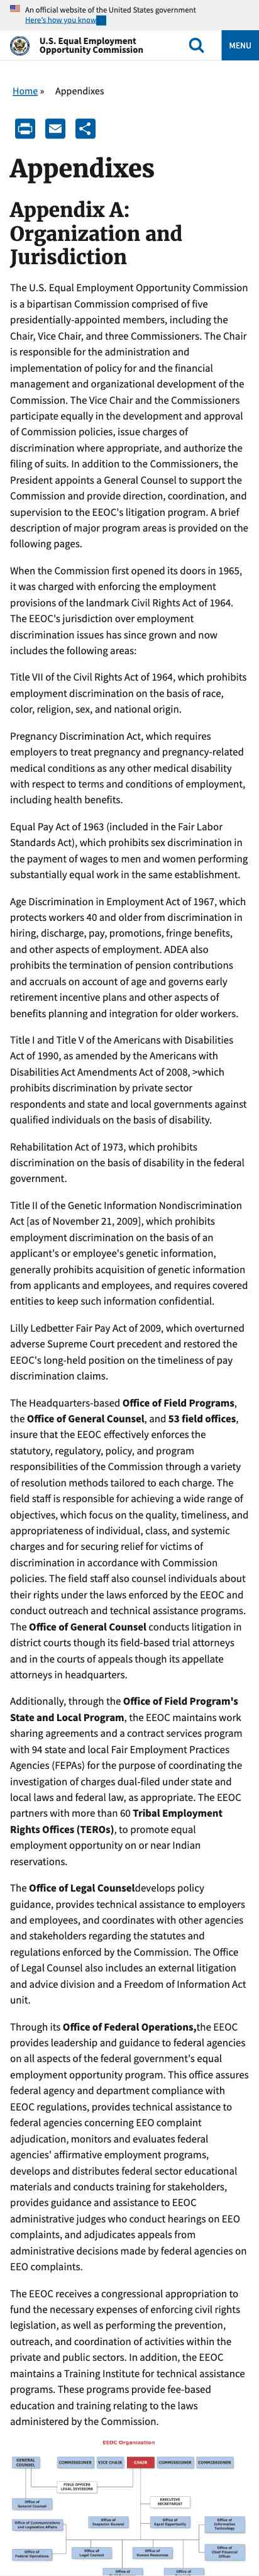 An official website of the United States government
Here's how you know
U.S. Equal Employment
Opportunity Commission
MENU
Home » Appendixes
Appendixes
Appendix A:
Organization and
Jurisdiction
The U.S. Equal Employment Opportunity Commission
is a bipartisan Commission comprised of five
presidentially-appointed members, including the
Chair, Vice Chair, and three Commissioners. The Chair
is responsible for the administration and
implementation of policy for and the financial
management and organizational development of the
Commission. The Vice Chair and the Commissioners
participate equally in the development and approval
of Commission policies, issue charges of
discrimination where appropriate, and authorize the
filing of suits. In addition to the Commissioners, the
President appoints a General Counsel to support the
Commission and provide direction, coordination, and
supervision to the EEOC's litigation program. A brief
description of major program areas is provided on the
following pages.
When the Commission first opened its doors in 1965,
it was charged with enforcing the employment
provisions of the landmark Civil Rights Act of 1964.
The EEOC's jurisdiction over employment
discrimination issues has since grown and now
includes the following areas:
Title VII of the Civil Rights Act of 1964, which prohibits
employment discrimination on the basis of race,
color, religion, sex, and national origin.
Pregnancy Discrimination Act, which requires
employers to treat pregnancy and pregnancy-related
medical conditions as any other medical disability
with respect to terms and conditions of employment,
including health benefits.
Equal Pay Act of 1963 (included in the Fair Labor
Standards Act), which prohibits sex discrimination in
the payment of wages to men and women performing
substantially equal work in the same establishment.
Age Discrimination in Employment Act of 1967, which
protects workers 40 and older from discrimination in
hiring, discharge, pay, promotions, fringe benefits,
and other aspects of employment. ADEA also
prohibits the termination of pension contributions
and accruals on account of age and governs early
retirement incentive plans and other aspects of
benefits planning and integration for older workers.
Title I and Title V of the Americans with Disabilities
Act of 1990, as amended by the Americans with
Disabilities Act Amendments Act of 2008, >which
prohibits discrimination by private sector
respondents and state and local governments against
qualified individuals on the basis of disability.
Rehabilitation Act of 1973, which prohibits
discrimination on the basis of disability in the federal
government.
Title II of the Genetic Information Nondiscrimination
Act [as of November 21, 2009], which prohibits
employment discrimination on the basis of an
applicant's or employee's genetic information,
generally prohibits acquisition of genetic information
from applicants and employees, and requires covered
entities to keep such information confidential.
Lilly Ledbetter Fair Pay Act of 2009, which overturned
adverse Supreme Court precedent and restored the
EEOC's long-held position on the timeliness of pay
discrimination claims.
The Headquarters-based Office of Field Programs,
the Office of General Counsel, and 53 field offices,
insure that the EEOC effectively enforces the
statutory, regulatory, policy, and program
responsibilities of the Commission through a variety
of resolution methods tailored to each charge. The
field staff is responsible for achieving a wide range of
objectives, which focus on the quality, timeliness, and
appropriateness of individual, class, and systemic
charges and for securing relief for victims of
discrimination in accordance with Commission
policies. The field staff also counsel individuals about
their rights under the laws enforced by the EEOC and
conduct outreach and technical assistance programs.
The Office of General Counsel conducts litigation in
district courts though its field-based trial attorneys
and in the courts of appeals though its appellate
attorneys in headquarters.
Additionally, through the Office of Field Program's
State and Local Program, the EEOC maintains work
sharing agreements and a contract services program
with 94 state and local Fair Employment Practices
Agencies (FEPAs) for the purpose of coordinating the
investigation of charges dual-filed under state and
local laws and federal law, as appropriate. The EEOC
partners with more than 60 Tribal Employment
Rights Offices (TEROs), to promote equal
employment opportunity on or near Indian
reservations.
The Office of Legal Counseldevelops policy
guidance, provides technical assistance to employers
and employees, and coordinates with other agencies
and stakeholders regarding the statutes and
regulations enforced by the Commission. The Office
of Legal Counsel also includes an external litigation
and advice division and a Freedom of Information Act
unit.
Through its Office of Federal Operations,the EEOC
provides leadership and guidance to federal agencies
on all aspects of the federal government's equal
employment opportunity program. This office assures
federal agency and department compliance with
EEOC regulations, provides technical assistance to
federal agencies concerning EEO complaint
adjudication, monitors and evaluates federal
agencies' affirmative employment programs,
develops and distributes federal sector educational
materials and conducts training for stakeholders,
provides guidance and assistance to EEOC
administrative judges who conduct hearings on EEO
complaints, and adjudicates appeals from
administrative decisions made by federal agencies on
EEO complaints.
The EEOC receives a congressional appropriation to
fund the necessary expenses of enforcing civil rights
legislation, as well as performing the prevention,
outreach, and coordination of activities within the
private and public sectors. In addition, the EEOC
maintains a Training Institute for technical assistance
programs. These programs provide fee-based
education and training relating to the laws
administered by the Commission.
EEOC Organization
GENERAL
COUNSEL
COMMISSIONER VICE CHAIR CHAIR COMMISSIONER COMMISSIONER
FIELD OFFICES
LEGAL DIVISIONS
EXECUTIVE
SECRETARIAT
Office of
General Counsel
Office of Communications
and Legislative Affairs
Office of
Inspector General
Office of
Equal Opportunity
Office of
Information
Technology
Office of
Federal Operations
Office of
Legal Counsel
Office of
Human Resources
Office of
Chief Financial
Officer
Office of
Office of